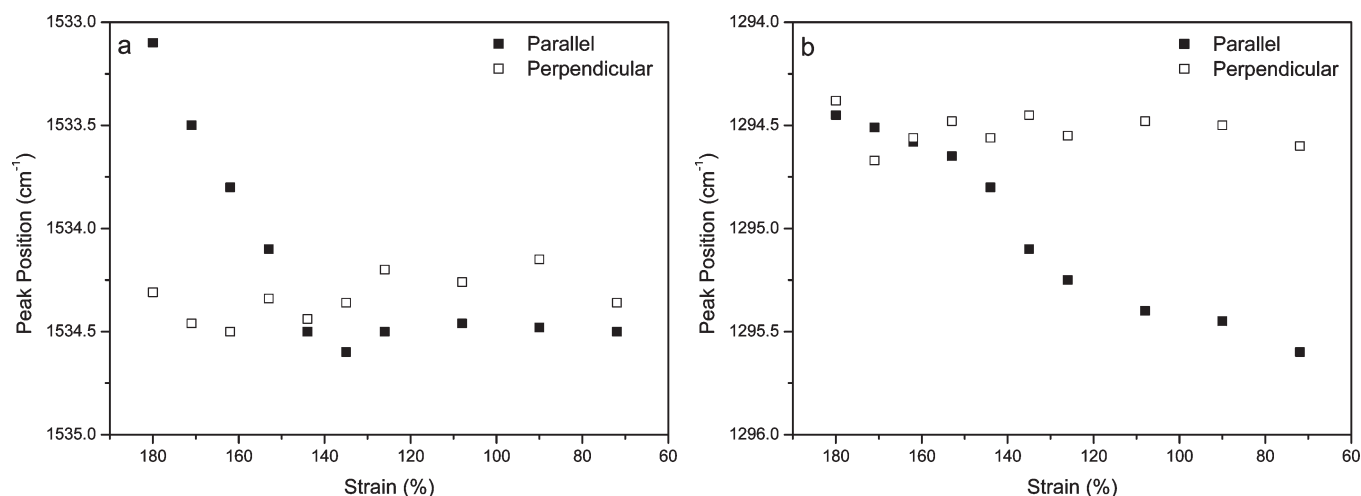 a
Parallel
Perpendicular
1533.0
1533.5
1534.0
1534.5
1535.0
Peak Position (cm⁻¹)
180 160 140 120 100 80 60
Strain (%)
b
Parallel
Perpendicular
1294.0
1294.5
1295.0
1295.5
1296.0
Peak Position (cm⁻¹)
180 160 140 120 100 80 60
Strain (%)